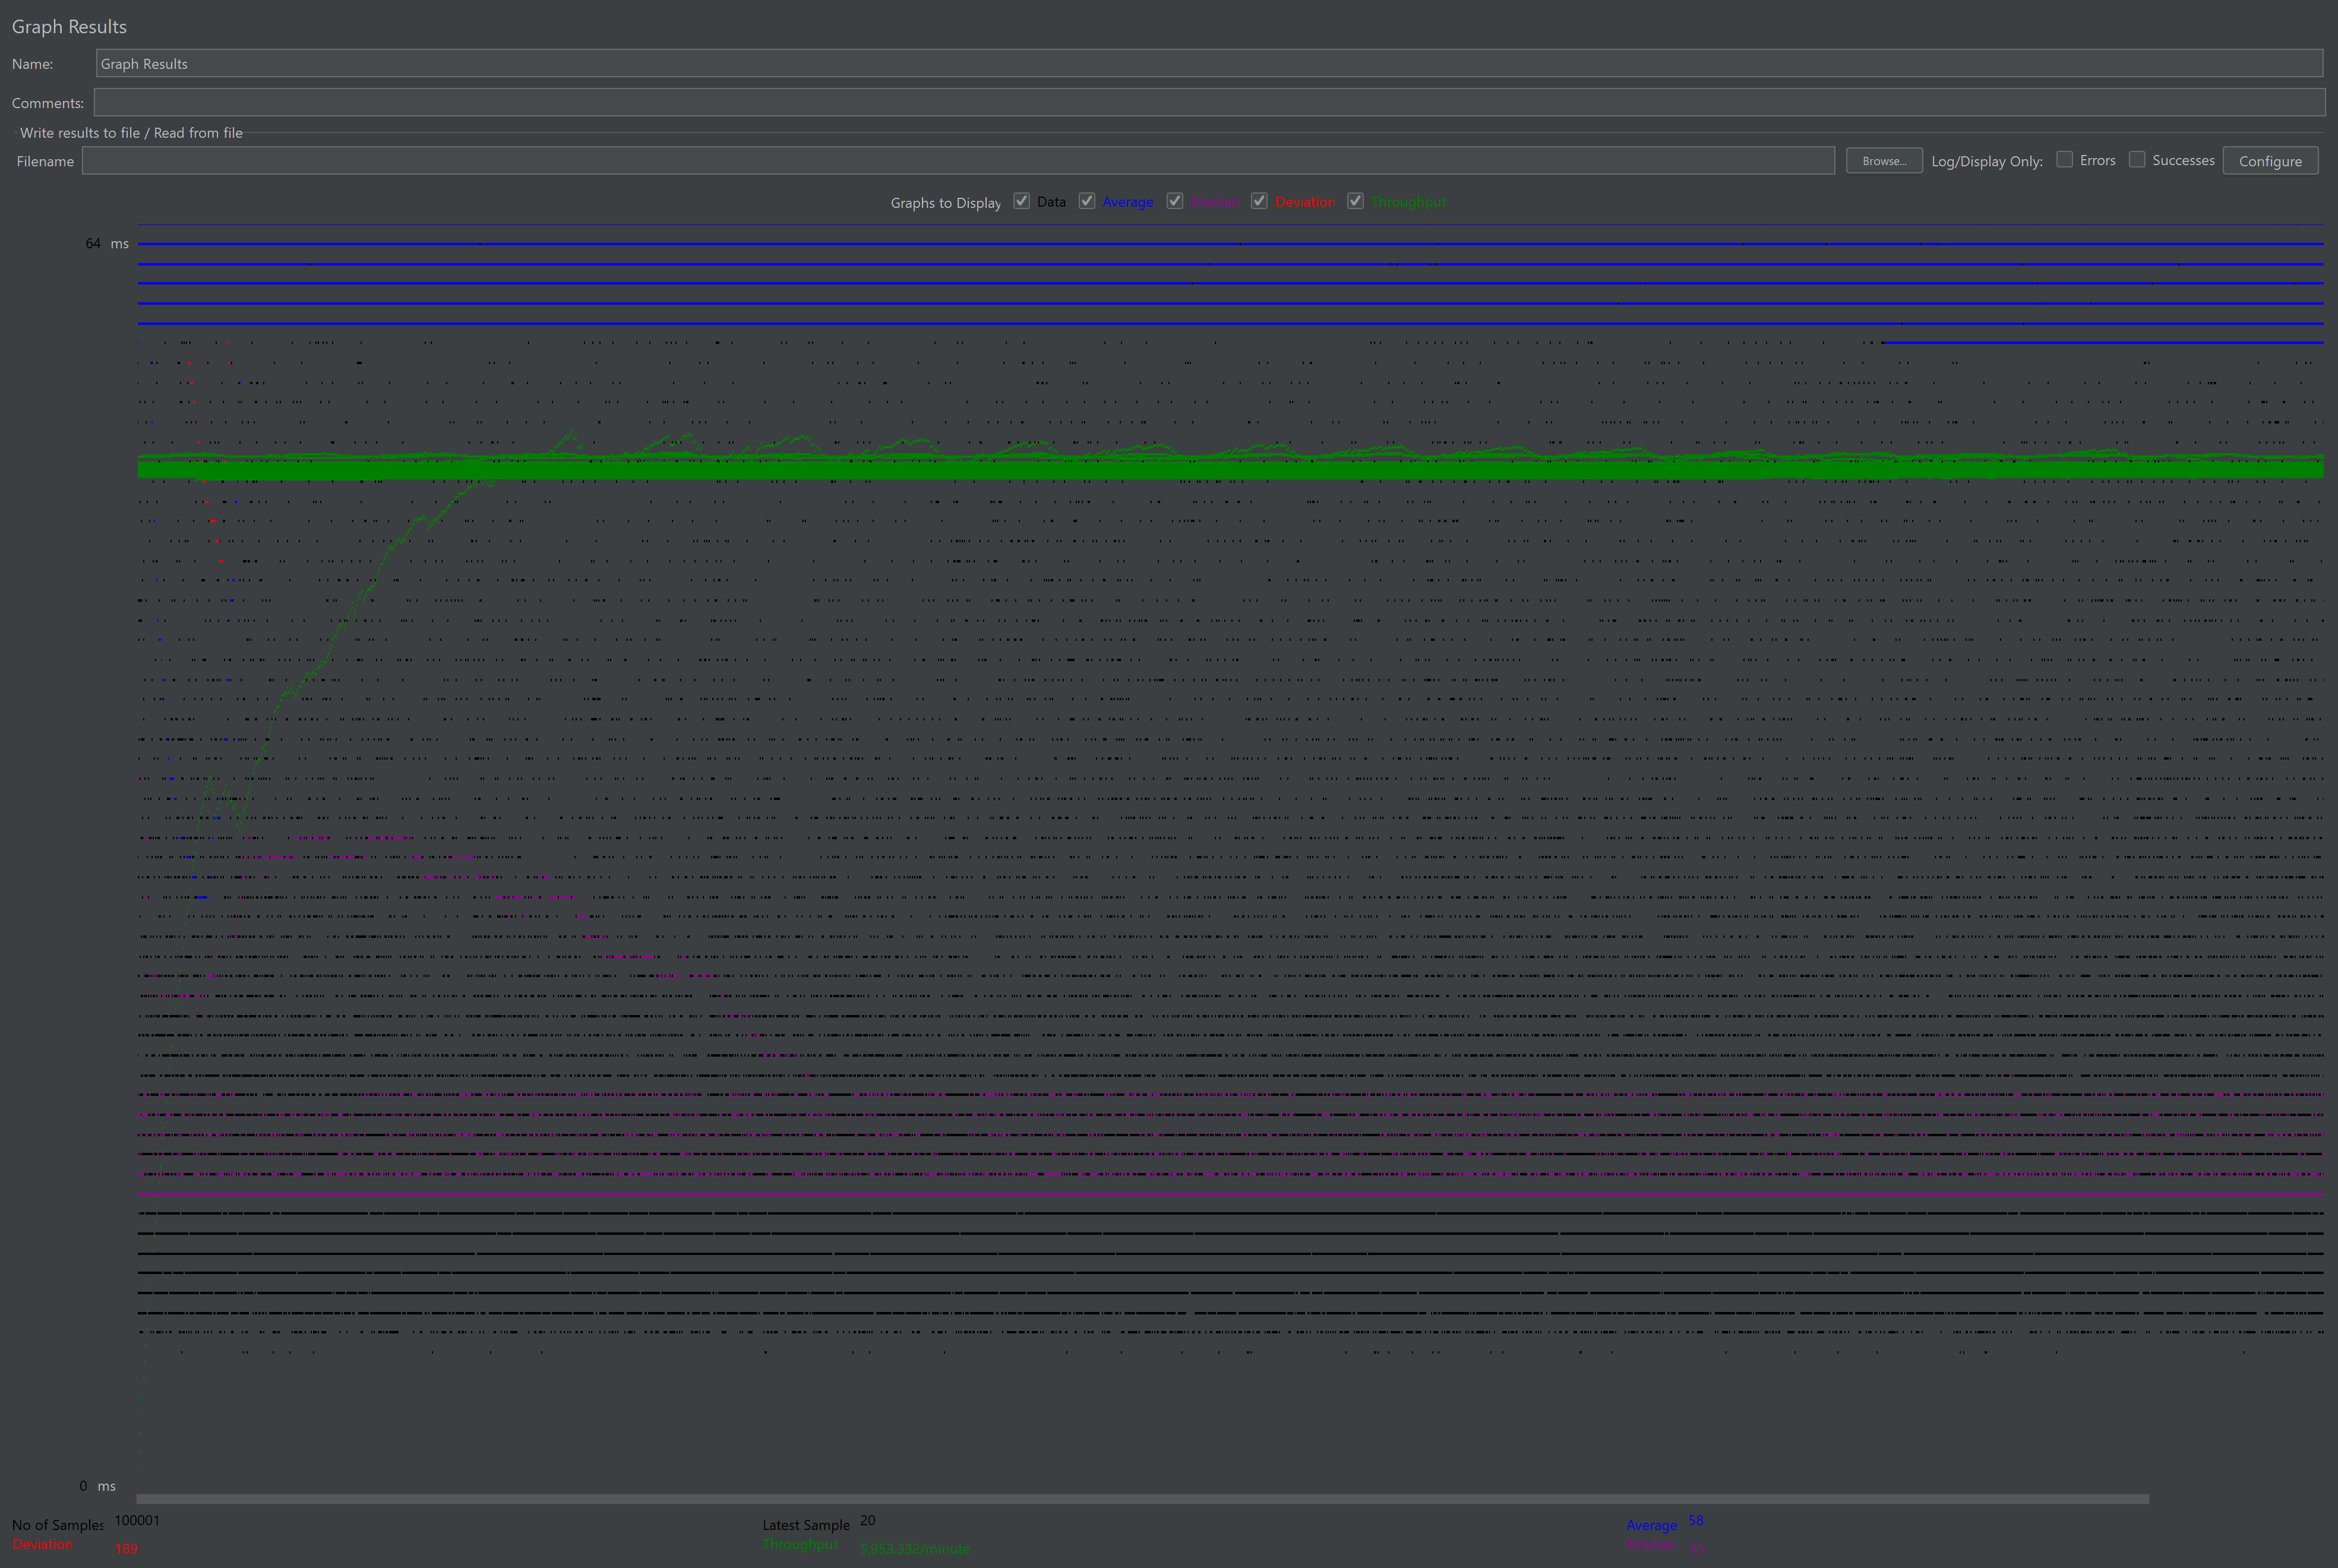 Graph Results
Name: Graph Results
Comments:
Write results to file / Read from file
Filename Browse... Log/Display Only: Errors Successes Configure
Graphs to Display Data Average Median Deviation Throughput
64 ms
0 ms
No of Samples 100001 Latest Sample 20 Average 58
Deviation 189 Throughput 5,953.332/minute Median